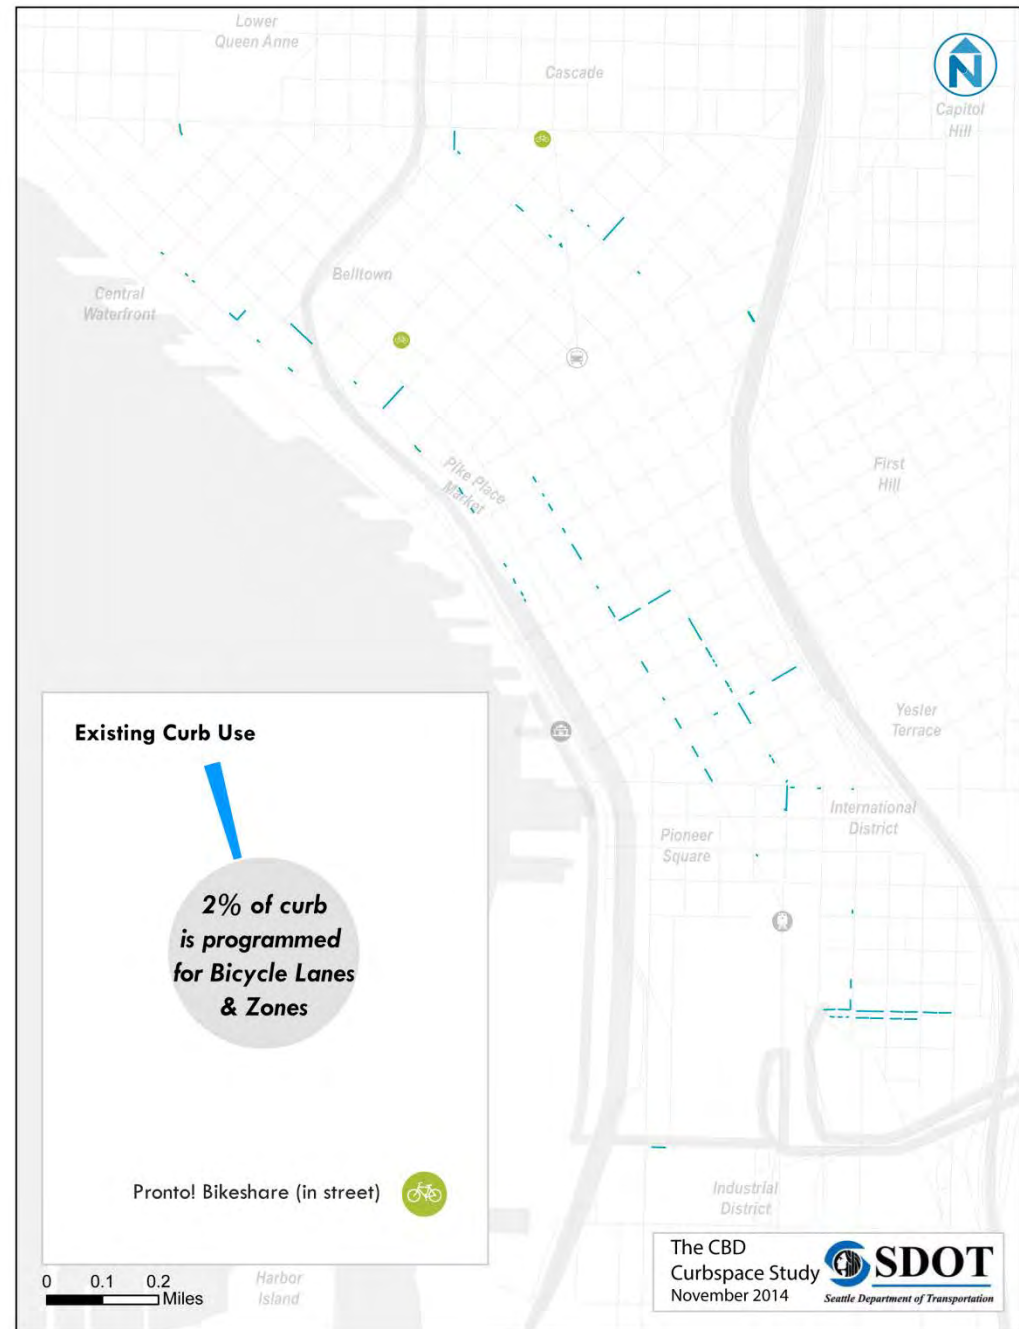 Lower
Queen Anne
Cascade
N
Capitol
Hill
Belltown
Central
Waterfront
Pike Place
Market
First
Hill
Yesler
Terrace
International
District
Pioneer
Square
Industrial
District
Harbor
Island
Existing Curb Use
2% of curb
is programmed
for Bicycle Lanes
& Zones
Pronto! Bikeshare (in street)
0 0.1 0.2
Miles
The CBD
Curbspace Study
November 2014
SDOT
Seattle Department of Transportation